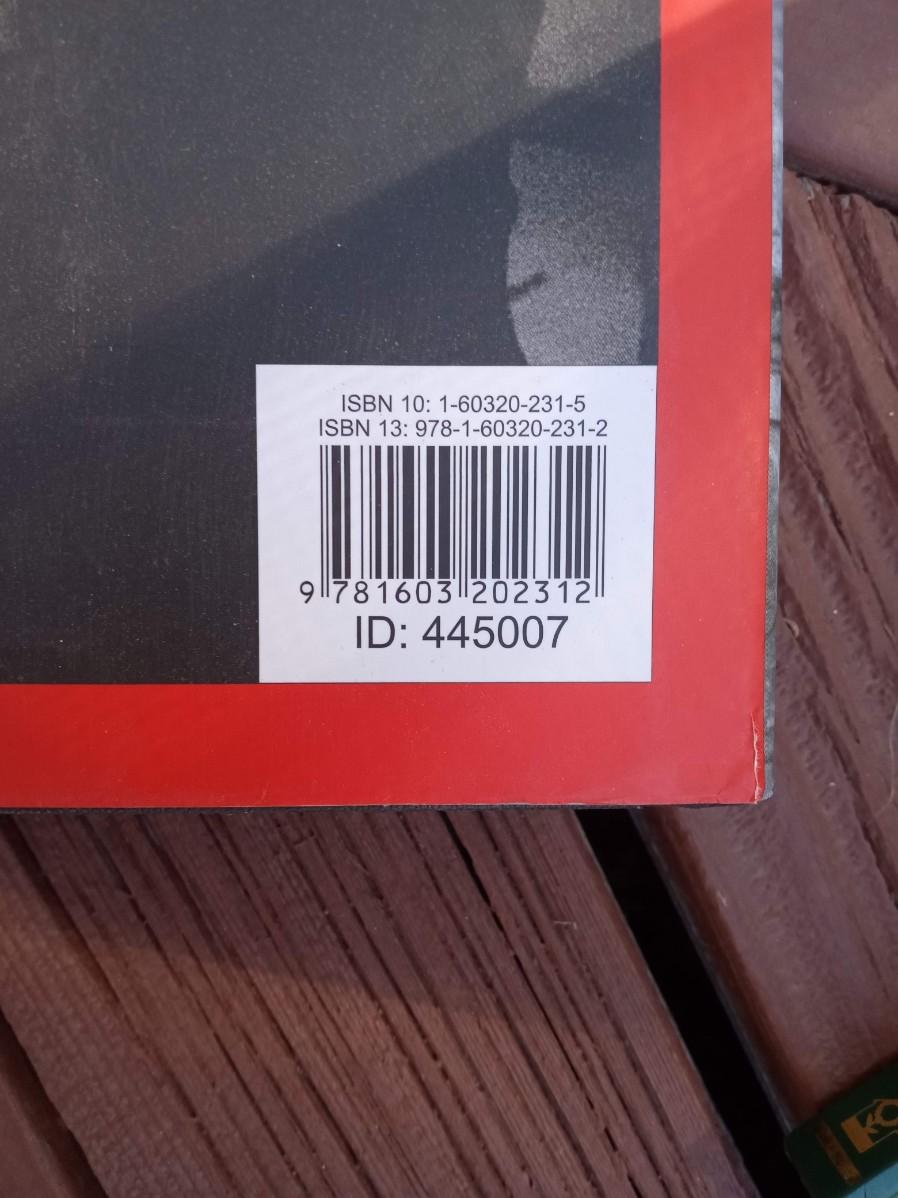 ISBN 10: 1-60320-231-5
ISBN 13: 978-1-60320-231-2
9 781603 202312
ID: 445007